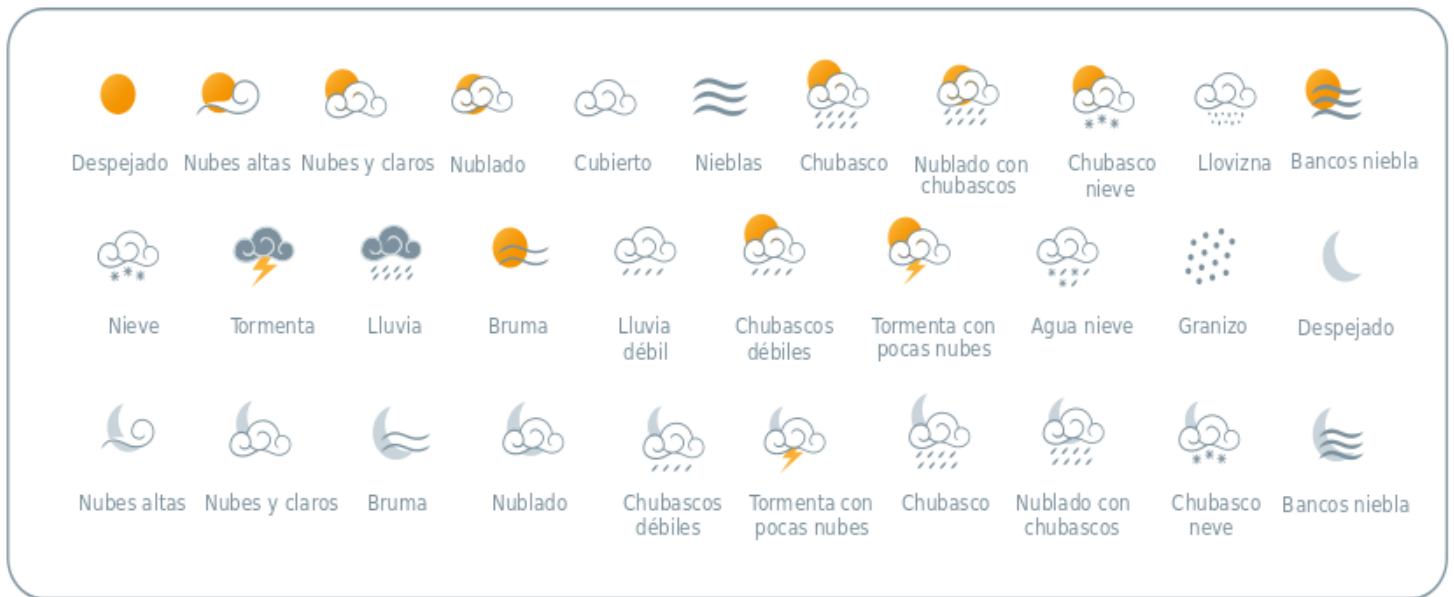 Despejado Nubes altas Nubes y claros Nublado Cubierto Nieblas Chubasco Nublado con Chubasco Llovizna Bancos niebla
chubascos nieve
Nieve Tormenta Lluvia Bruma Lluvia Chubascos Tormenta con Agua nieve Granizo Despejado
débil débiles pocas nubes
Nubes altas Nubes y claros Bruma Nublado Chubascos Tormenta con Chubasco Nublado con Chubasco Bancos niebla
débiles pocas nubes chubascos neve